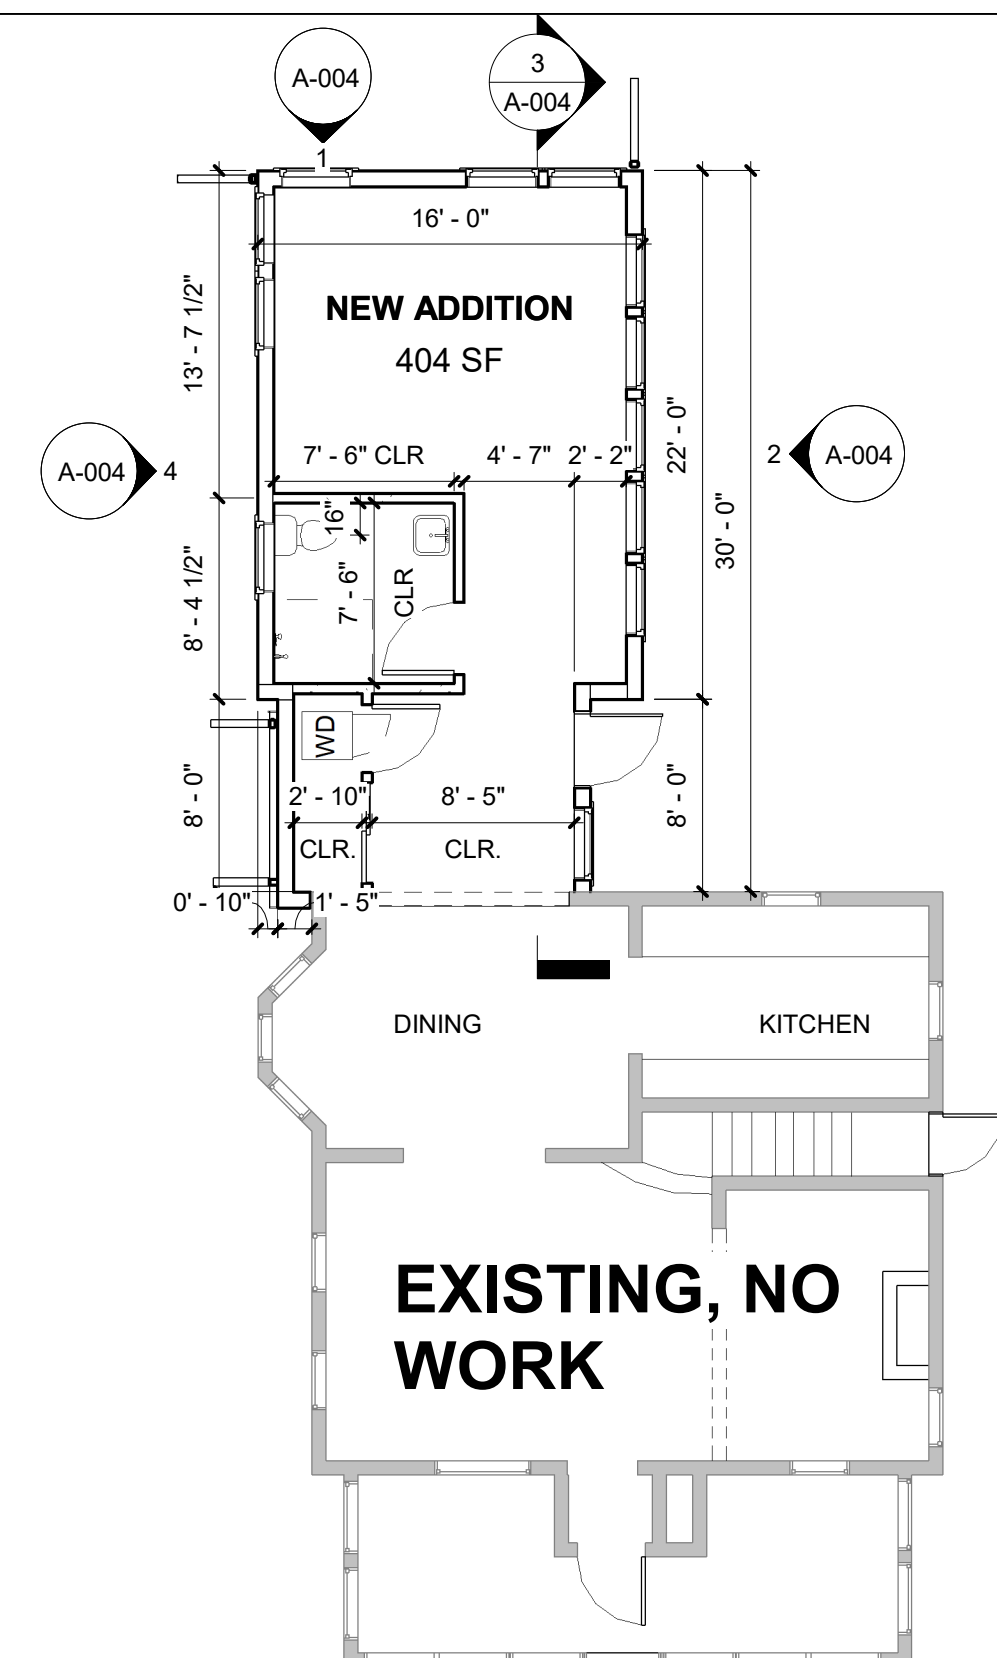 A-004
3
A-004
1
16' - 0"
13' - 7 1/2"
NEW ADDITION
404 SF
22' - 0"
30' - 0"
A-004
4
7' - 6" CLR
4' - 7"
2' - 2"
2
A-004
16"
8' - 4 1/2"
7' - 6"
CLR
WD
8' - 0"
2' - 10"
8' - 5"
8' - 0"
CLR.
CLR.
0' - 10"
1' - 5"
DINING
KITCHEN
EXISTING, NO
WORK